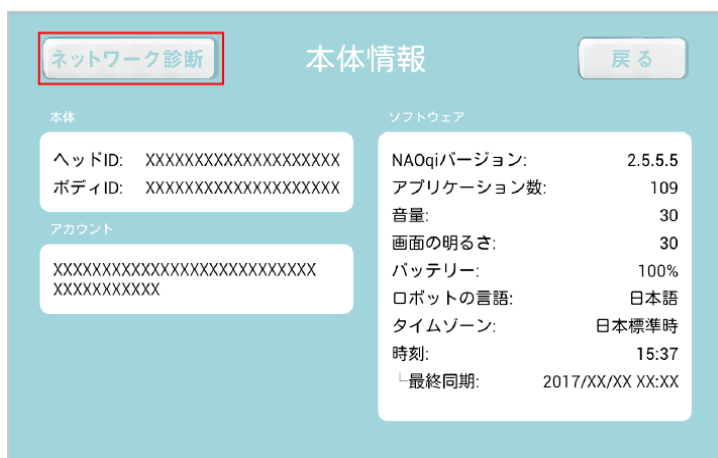 ネットワーク診断
本体情報
戻る
本体
ヘッドID: XXXXXXXXXXXXXXXXXXXX
ボディID: XXXXXXXXXXXXXXXXXXXX
アカウント
XXXXXXXXXXXXXXXXXXXXXXXXXXX
XXXXXXXXXXX
ソフトウェア
NAOqiバージョン: 2.5.5.5
アプリケーション数: 109
音量: 30
画面の明るさ: 30
バッテリー: 100%
ロボットの言語: 日本語
タイムゾーン: 日本標準時
時刻: 15:37
└最終同期: 2017/XX/XX XX:XX